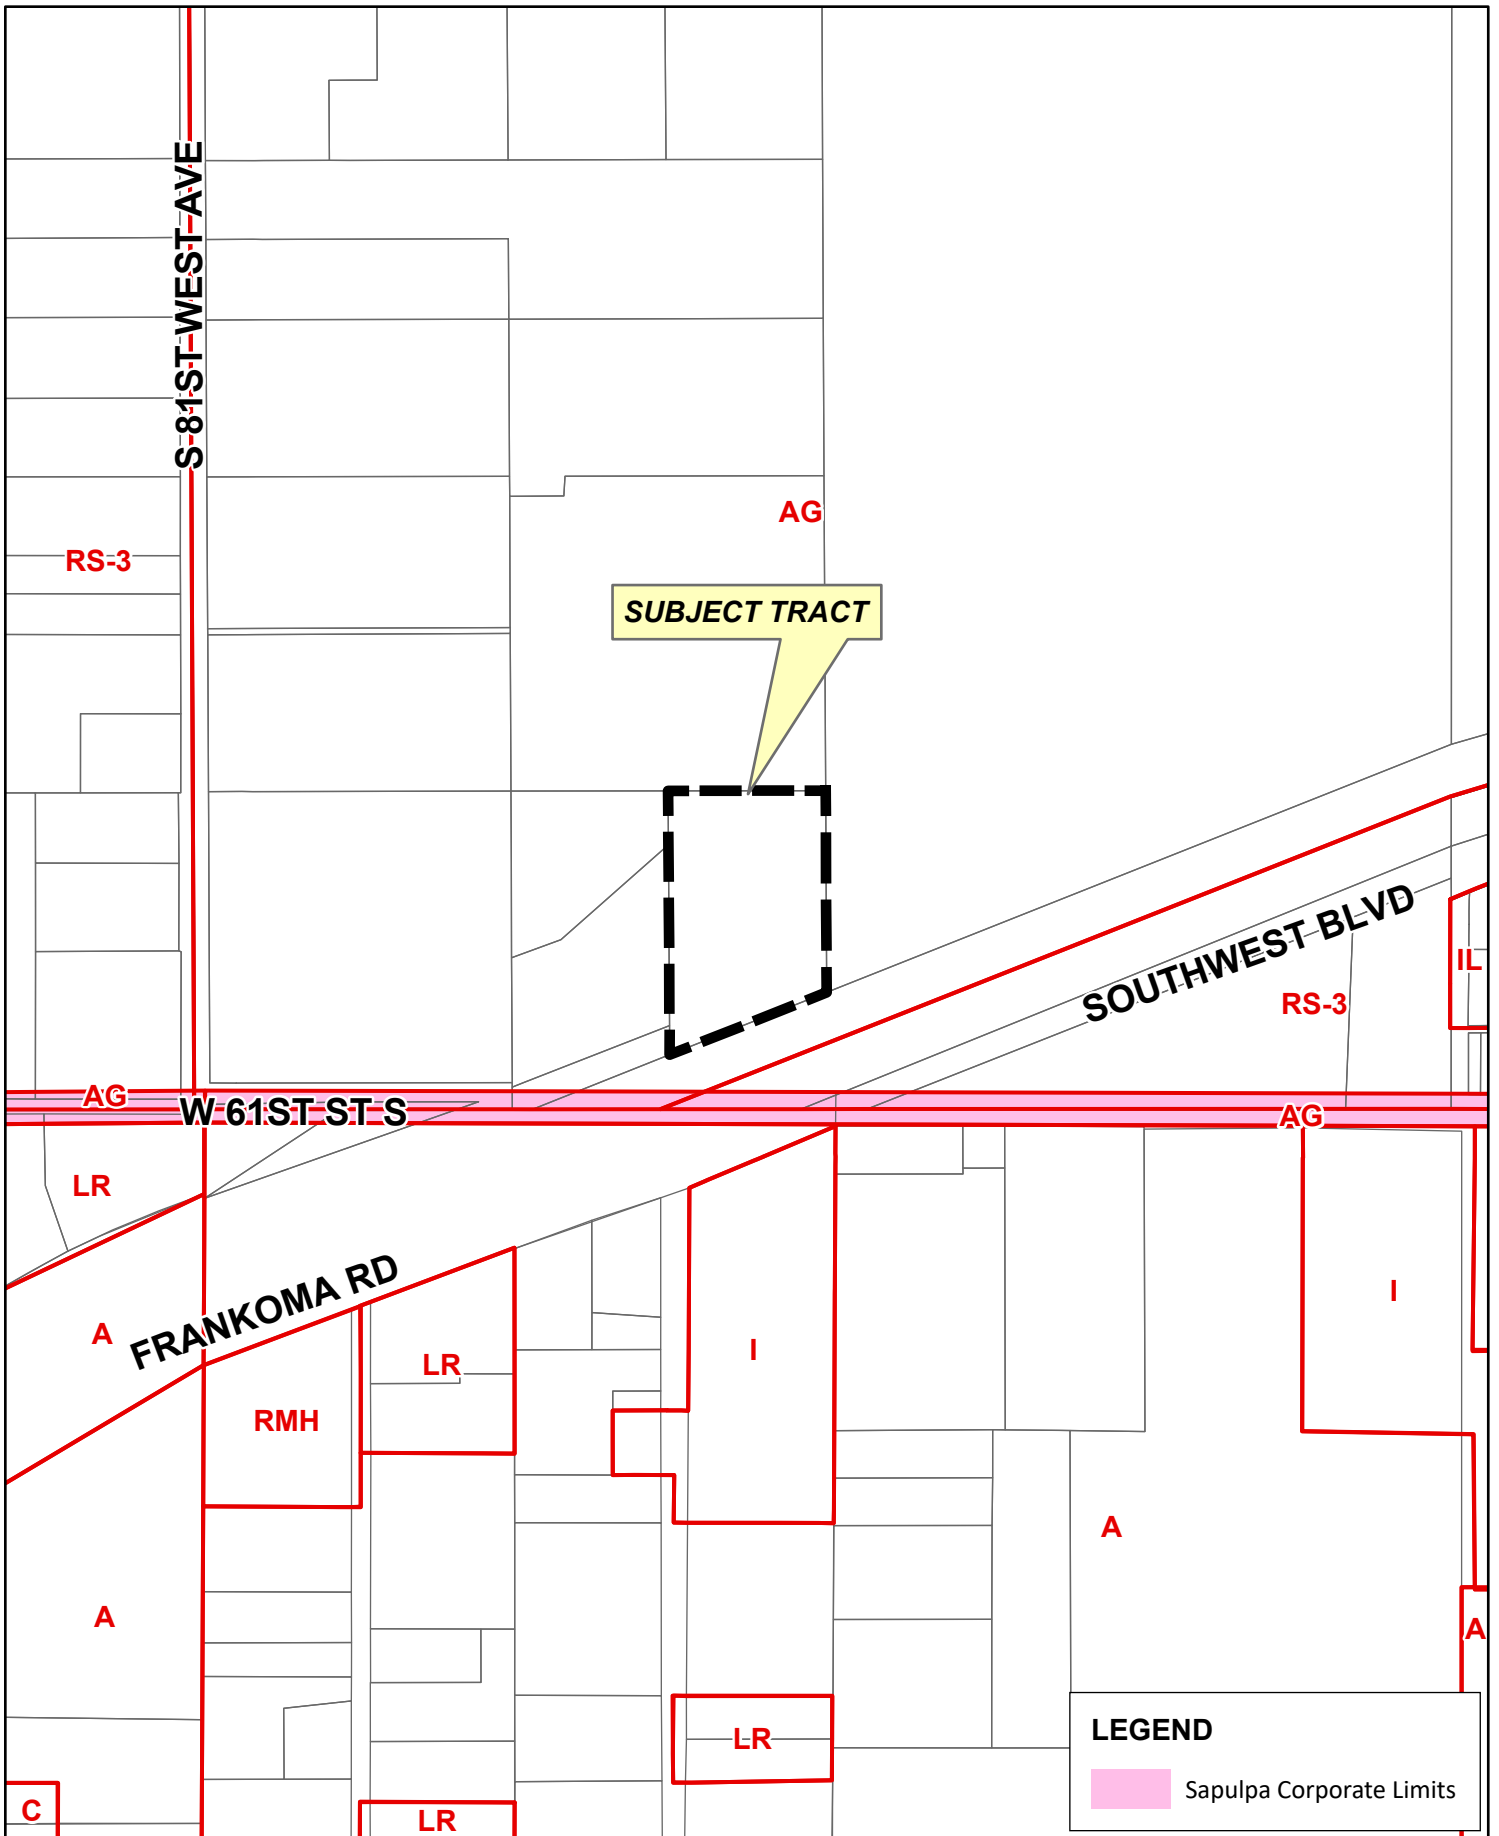 S 81ST WEST AVE
AG
RS-3
SUBJECT TRACT
SOUTHWEST BLVD
IL
RS-3
AG
W 61ST ST S
AG
LR
FRANKOMA RD
A
I
I
LR
RMH
A
A
A
LR
LEGEND
Sapulpa Corporate Limits
C
LR